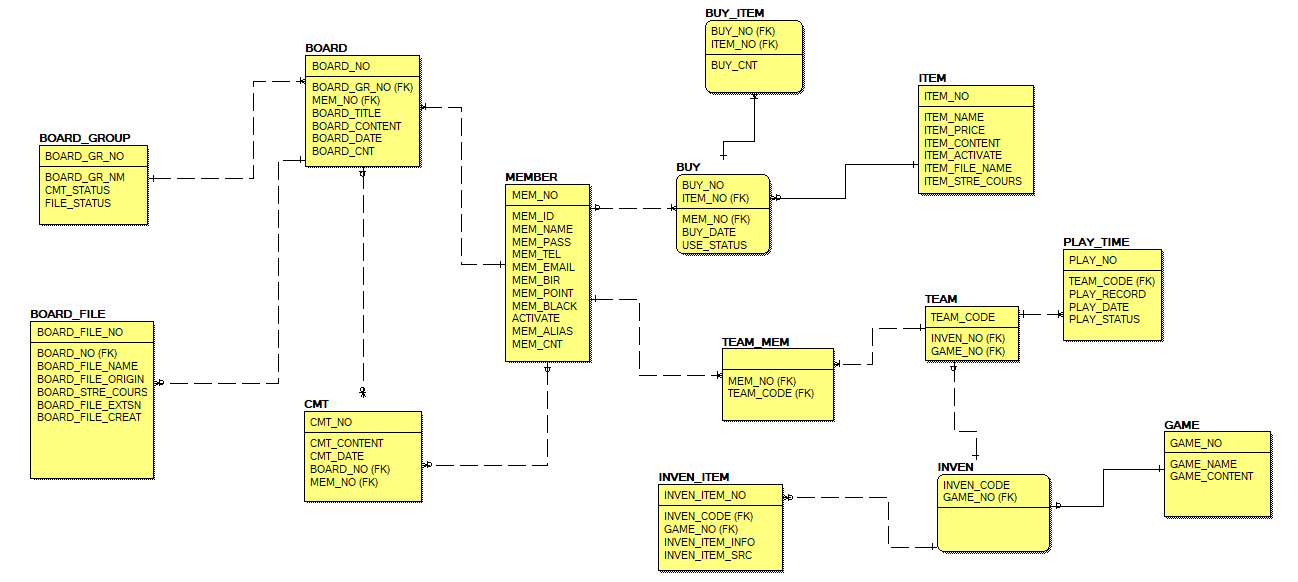 BUY_ITEM
BUY_NO (FK)
ITEM_NO (FK)
BUY_CNT
BOARD
BOARD_NO
BOARD_GR_NO (FK)
MEM_NO (FK)
BOARD_TITLE
BOARD_CONTENT
BOARD_DATE
BOARD_CNT
ITEM
ITEM_NO
ITEM_NAME
ITEM_PRICE
ITEM_CONTENT
ITEM_ACTIVATE
ITEM_FILE_NAME
ITEM_STRE_COURS
BOARD_GROUP
BOARD_GR_NO
BOARD_GR_NM
CMT_STATUS
FILE_STATUS
MEMBER
MEM_NO
MEM_ID
MEM_NAME
MEM_PASS
MEM_TEL
MEM_EMAIL
MEM_BIR
MEM_POINT
MEM_BLACK
ACTIVATE
MEM_ALIAS
MEM_CNT
BUY
BUY_NO
ITEM_NO (FK)
MEM_NO (FK)
BUY_DATE
USE_STATUS
PLAY_TIME
PLAY_NO
TEAM_CODE (FK)
PLAY_RECORD
PLAY_DATE
PLAY_STATUS
TEAM
TEAM_CODE
INVEN_NO (FK)
GAME_NO (FK)
BOARD_FILE
BOARD_FILE_NO
BOARD_NO (FK)
BOARD_FILE_NAME
BOARD_FILE_ORIGIN
BOARD_STRE_COURS
BOARD_FILE_EXTSN
BOARD_FILE_CREAT
TEAM_MEM
MEM_NO (FK)
TEAM_CODE (FK)
CMT
CMT_NO
CMT_CONTENT
CMT_DATE
BOARD_NO (FK)
MEM_NO (FK)
GAME
GAME_NO
GAME_NAME
GAME_CONTENT
INVEN_ITEM
INVEN_ITEM_NO
INVEN_CODE (FK)
GAME_NO (FK)
INVEN_ITEM_INFO
INVEN_ITEM_SRC
INVEN
INVEN_CODE
GAME_NO (FK)